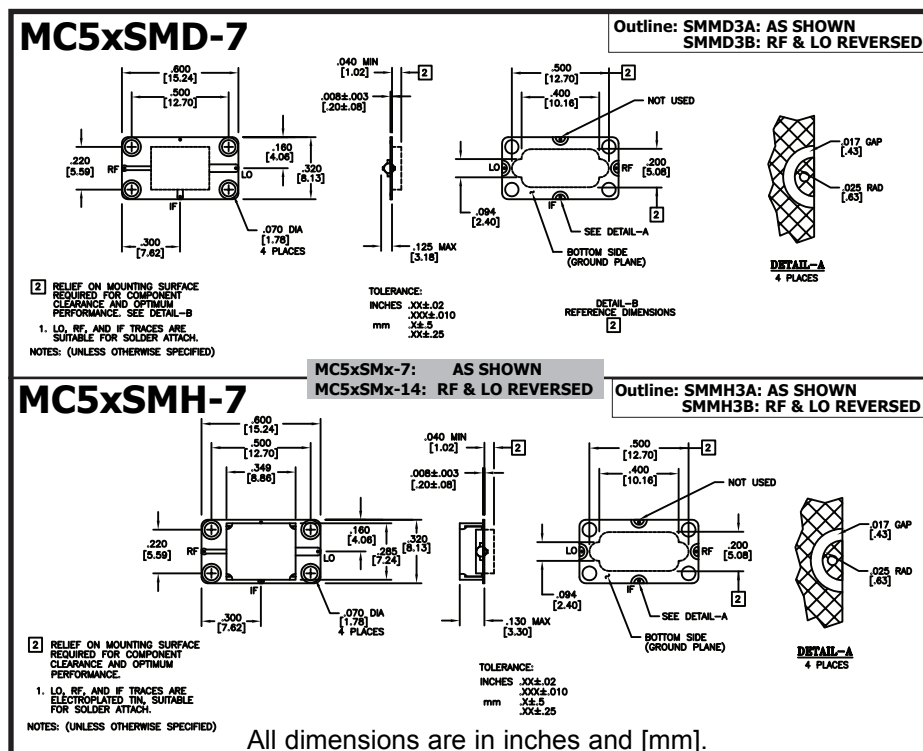 MC5xSMD-7
Outline: SMMD3A: AS SHOWN
SMMD3B: RF & LO REVERSED
.600
[15.24]
.500
[12.70]
.220
[5.59]
RF
LO
IF
.160
[4.06]
.320
[8.13]
.300
[7.62]
.070 DIA
[1.78]
4 PLACES
.040 MIN
[1.02]
2
.008±.003
[.20±.08]
.125 MAX
[3.18]
.500
[12.70]
2
.400
[10.16]
NOT USED
LO
RF
IF
.200
[5.08]
2
.094
[2.40]
SEE DETAIL-A
BOTTOM SIDE
(GROUND PLANE)
.017 GAP
[.43]
.025 RAD
[.63]
DETAIL-A
4 PLACES
2 RELIEF ON MOUNTING SURFACE
REQUIRED FOR COMPONENT
CLEARANCE AND OPTIMUM
PERFORMANCE. SEE DETAIL-B
1. LO, RF, AND IF TRACES ARE
SUITABLE FOR SOLDER ATTACH.
NOTES: (UNLESS OTHERWISE SPECIFIED)
TOLERANCE:
INCHES .XX±.02
.XXX±.010
mm .X±.5
.XX±.25
DETAIL-B
REFERENCE DIMENSIONS
2
MC5xSMx-7: AS SHOWN
MC5xSMx-14: RF & LO REVERSED
MC5xSMH-7
Outline: SMMH3A: AS SHOWN
SMMH3B: RF & LO REVERSED
.600
[15.24]
.500
[12.70]
.349
[8.86]
.220
[5.59]
RF
LO
IF
.160
[4.06]
.285
[7.24]
.320
[8.13]
.300
[7.62]
.070 DIA
[1.78]
4 PLACES
.040 MIN
[1.02]
2
.008±.003
[.20±.08]
.130 MAX
[3.30]
.500
[12.70]
2
.400
[10.16]
NOT USED
LO
RF
IF
.200
[5.08]
2
.094
[2.40]
SEE DETAIL-A
BOTTOM SIDE
(GROUND PLANE)
.017 GAP
[.43]
.025 RAD
[.63]
DETAIL-A
4 PLACES
2 RELIEF ON MOUNTING SURFACE
REQUIRED FOR COMPONENT
CLEARANCE AND OPTIMUM
PERFORMANCE.
1. LO, RF, AND IF TRACES ARE
ELECTROPLATED TIN, SUITABLE
FOR SOLDER ATTACH.
NOTES: (UNLESS OTHERWISE SPECIFIED)
TOLERANCE:
INCHES .XX±.02
.XXX±.010
mm .X±.5
.XX±.25
All dimensions are in inches and [mm].